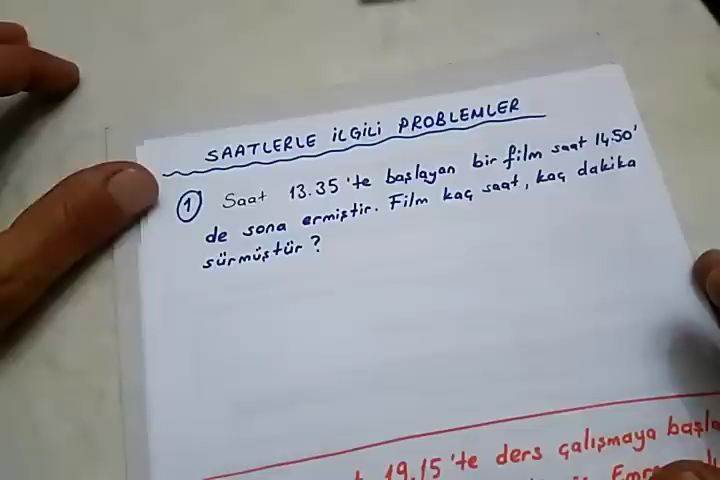 SAATLERLE İLGİLİ PROBLEMLER
1 Saat 13.35'te başlayan bir film saat 14.50'
de sona ermiştir. Film kaç saat, kaç dakika
sürmüştür?
19.15'te ders çalışmaya